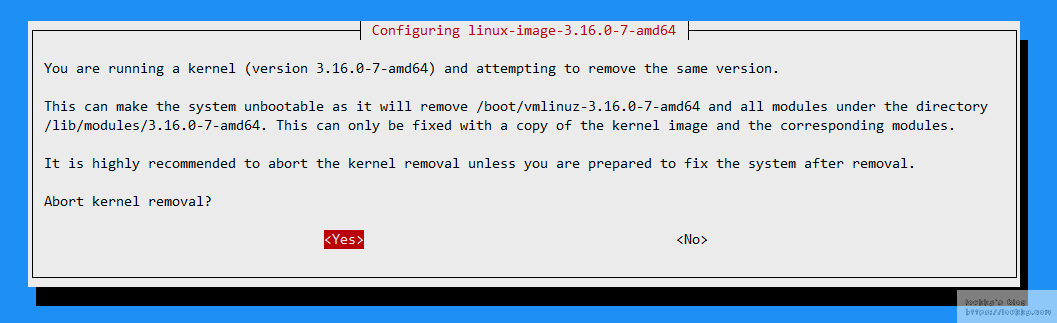 Configuring linux-image-3.16.0-7-amd64
You are running a kernel (version 3.16.0-7-amd64) and attempting to remove the same version.
This can make the system unbootable as it will remove /boot/vmlinuz-3.16.0-7-amd64 and all modules under the directory
/lib/modules/3.16.0-7-amd64. This can only be fixed with a copy of the kernel image and the corresponding modules.
It is highly recommended to abort the kernel removal unless you are prepared to fix the system after removal.
Abort kernel removal?
<Yes> <No>
Blog